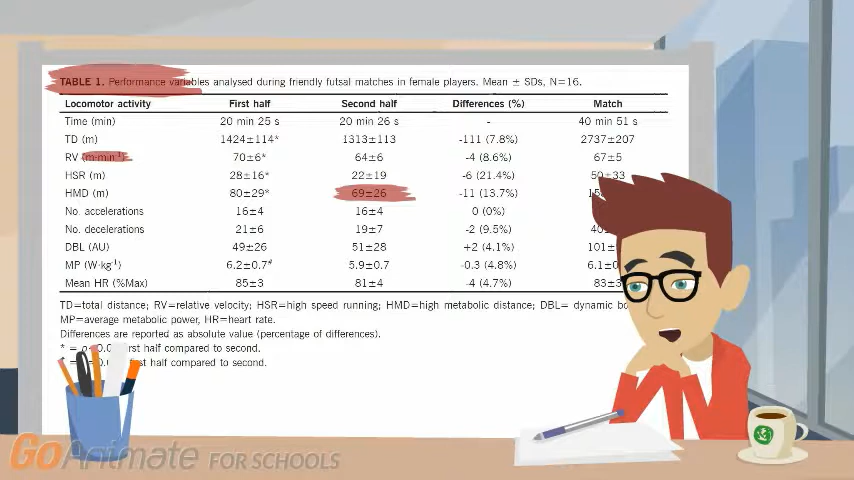 TABLE 1. Performance variables analysed during friendly futsal matches in female players. Mean ± SDs, N=16.
Locomotor activity First half Second half Differences (%) Match
Time (min) 20 min 25 s 20 min 26 s - 40 min 51 s
TD (m) 1424±114* 1313±113 -111 (7.8%) 2737±207
RV (m·min⁻¹) 70±6* 64±6 -4 (8.6%) 67±5
HSR (m) 28±16* 22±19 -6 (21.4%) 50±33
HMD (m) 80±29* 69±26 -11 (13.7%)
No. accelerations 16±4 16±4 0 (0%)
No. decelerations 21±6 19±7 -2 (9.5%)
DBL (AU) 49±26 51±28 +2 (4.1%) 101±
MP (W·kg⁻¹) 6.2±0.7# 5.9±0.7 -0.3 (4.8%) 6.1±0
Mean HR (%Max) 85±3 81±4 -4 (4.7%) 83±3
TD=total distance; RV=relative velocity; HSR=high speed running; HMD=high metabolic distance; DBL= dynamic
MP=average metabolic power, HR=heart rate.
Differences are reported as absolute value (percentage of differences).
half compared to second.
half compared to second.
GoAnimate FOR SCHOOLS